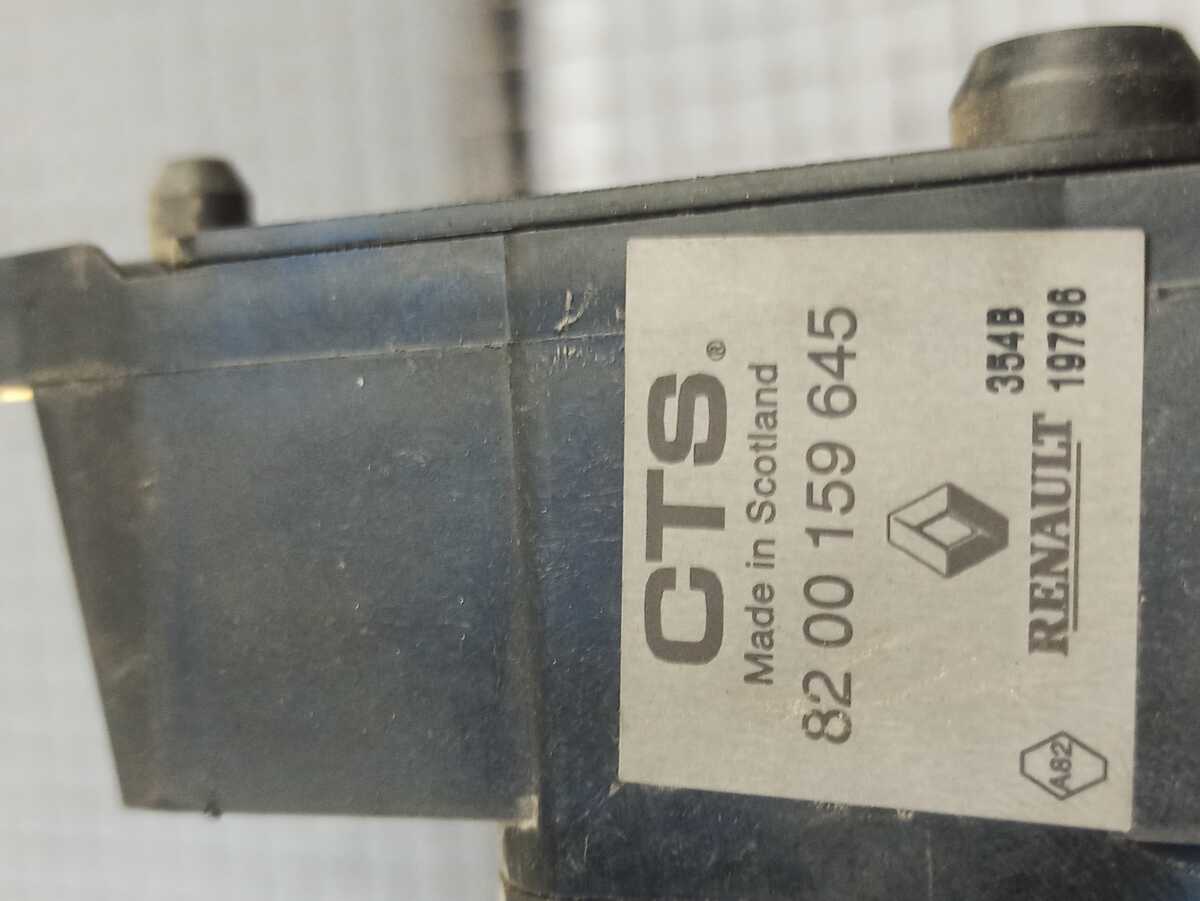 CTS®
Made in Scotland
82 00 159 645
354B
A82 RENAULT 19796